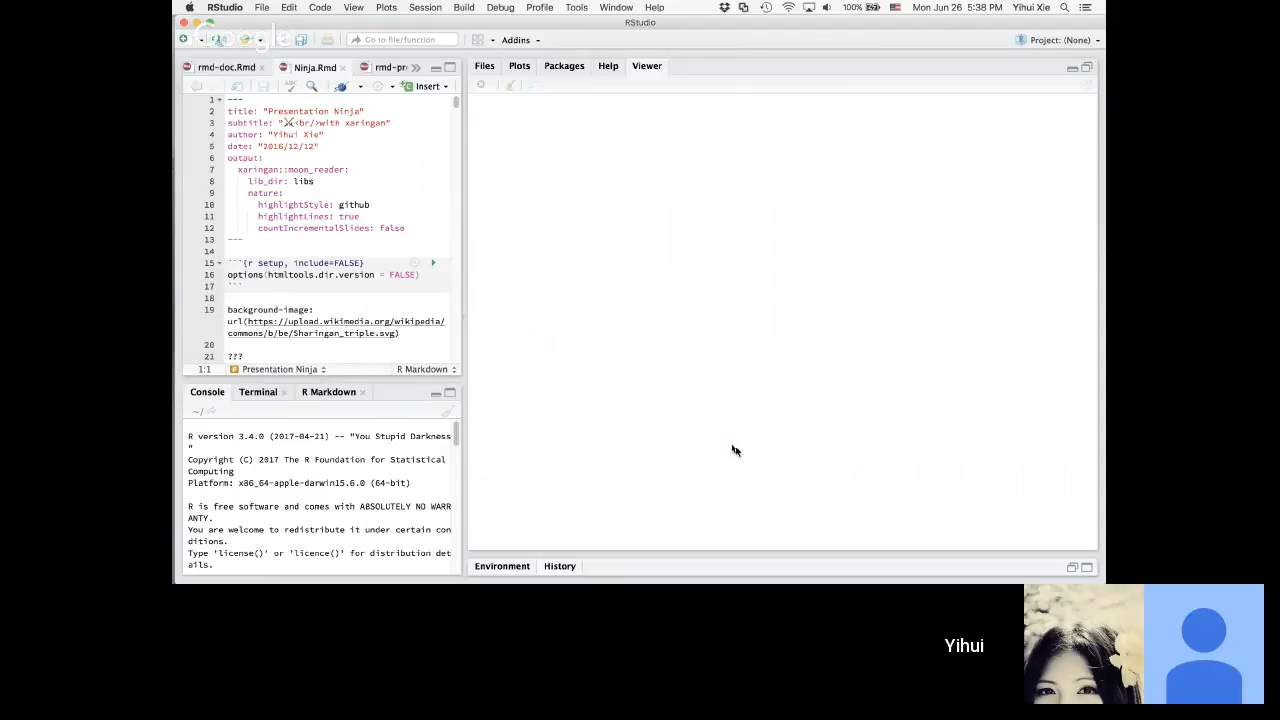 RStudio File Edit Code View Plots Session Build Debug Profile Tools Window Help 100% Mon Jun 26 5:38 PM Yihui Xie
RStudio
Go to file/function Addins Project: (None)
rmd-doc.Rmd Ninja.Rmd rmd-pr
Insert
1 ---
2 title: "Presentation Ninja"
3 subtitle: "⚔<br/>with xaringan"
4 author: "Yihui Xie"
5 date: "2016/12/12"
6 output:
7 xaringan::moon_reader:
8 lib_dir: libs
9 nature:
10 highlightStyle: github
11 highlightLines: true
12 countIncrementalSlides: false
13 ---
14
15 ```{r setup, include=FALSE}
16 options(htmltools.dir.version = FALSE)
17 ```
18
19 background-image:
url(https://upload.wikimedia.org/wikipedia/
commons/b/be/Sharingan_triple.svg)
20
21 ???
1:1 Presentation Ninja R Markdown
Console Terminal R Markdown
~/
R version 3.4.0 (2017-04-21) -- "You Stupid Darkness
"
Copyright (C) 2017 The R Foundation for Statistical
Computing
Platform: x86_64-apple-darwin15.6.0 (64-bit)
R is free software and comes with ABSOLUTELY NO WARR
ANTY.
You are welcome to redistribute it under certain con
ditions.
Type 'license()' or 'licence()' for distribution det
ails.
Files Plots Packages Help Viewer
Environment History
Yihui